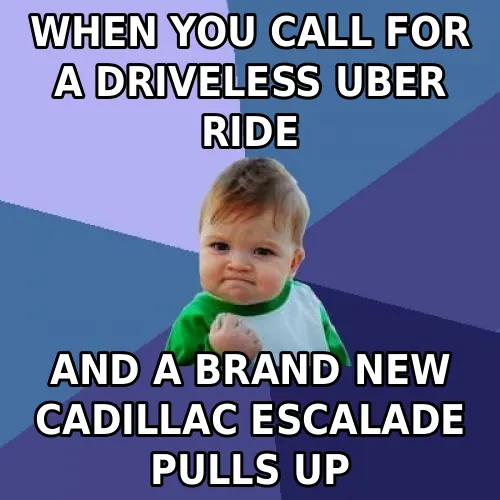 WHEN YOU CALL FOR
A DRIVELESS UBER
RIDE
AND A BRAND NEW
CADILLAC ESCALADE
PULLS UP